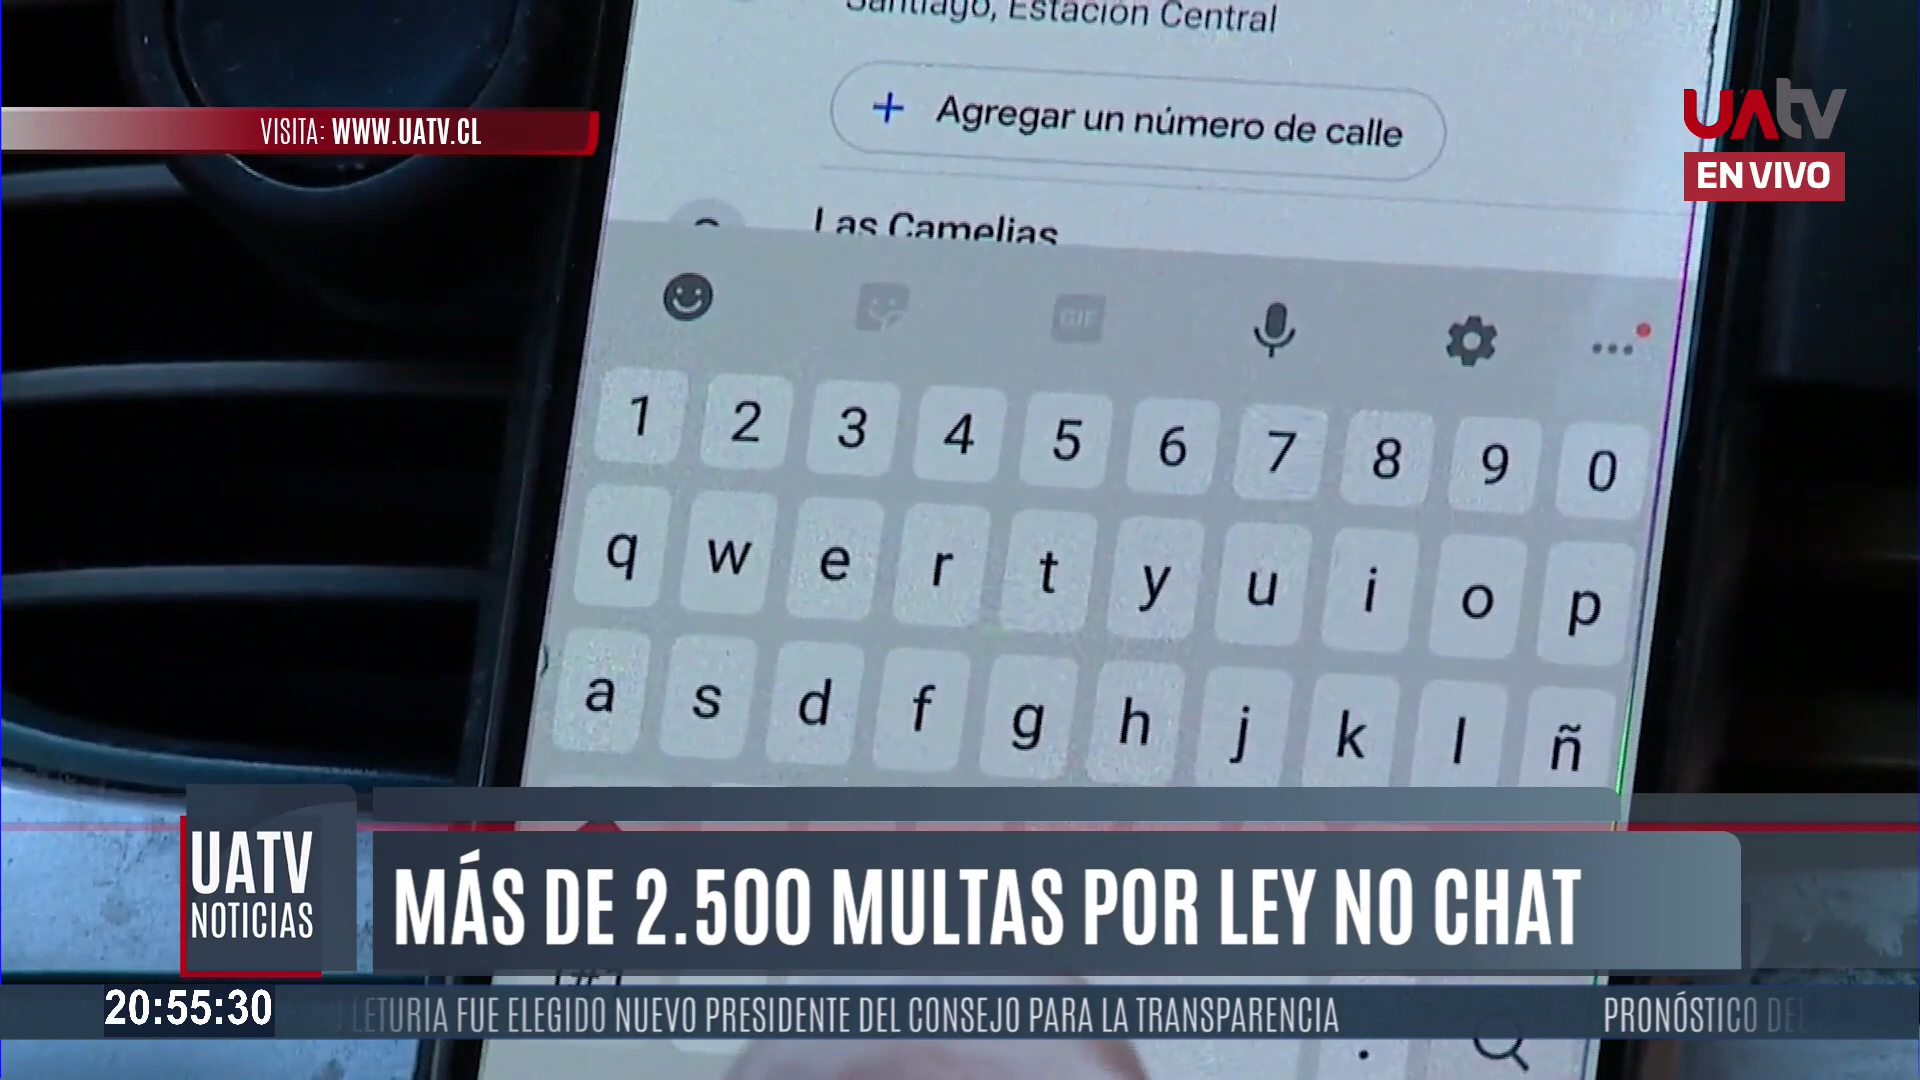 Santiago, Estación Central
+ Agregar un número de calle
VISITA: WWW.UATV.CL
UAtv
EN VIVO
Las Camelias
GIF
1 2 3 4 5 6 7 8 9 0
q w e r t y u i o p
a s d f g h j k l ñ
UATV
NOTICIAS
MÁS DE 2.500 MULTAS POR LEY NO CHAT
20:55:30
LETURIA FUE ELEGIDO NUEVO PRESIDENTE DEL CONSEJO PARA LA TRANSPARENCIA
PRONÓSTICO DEL
.